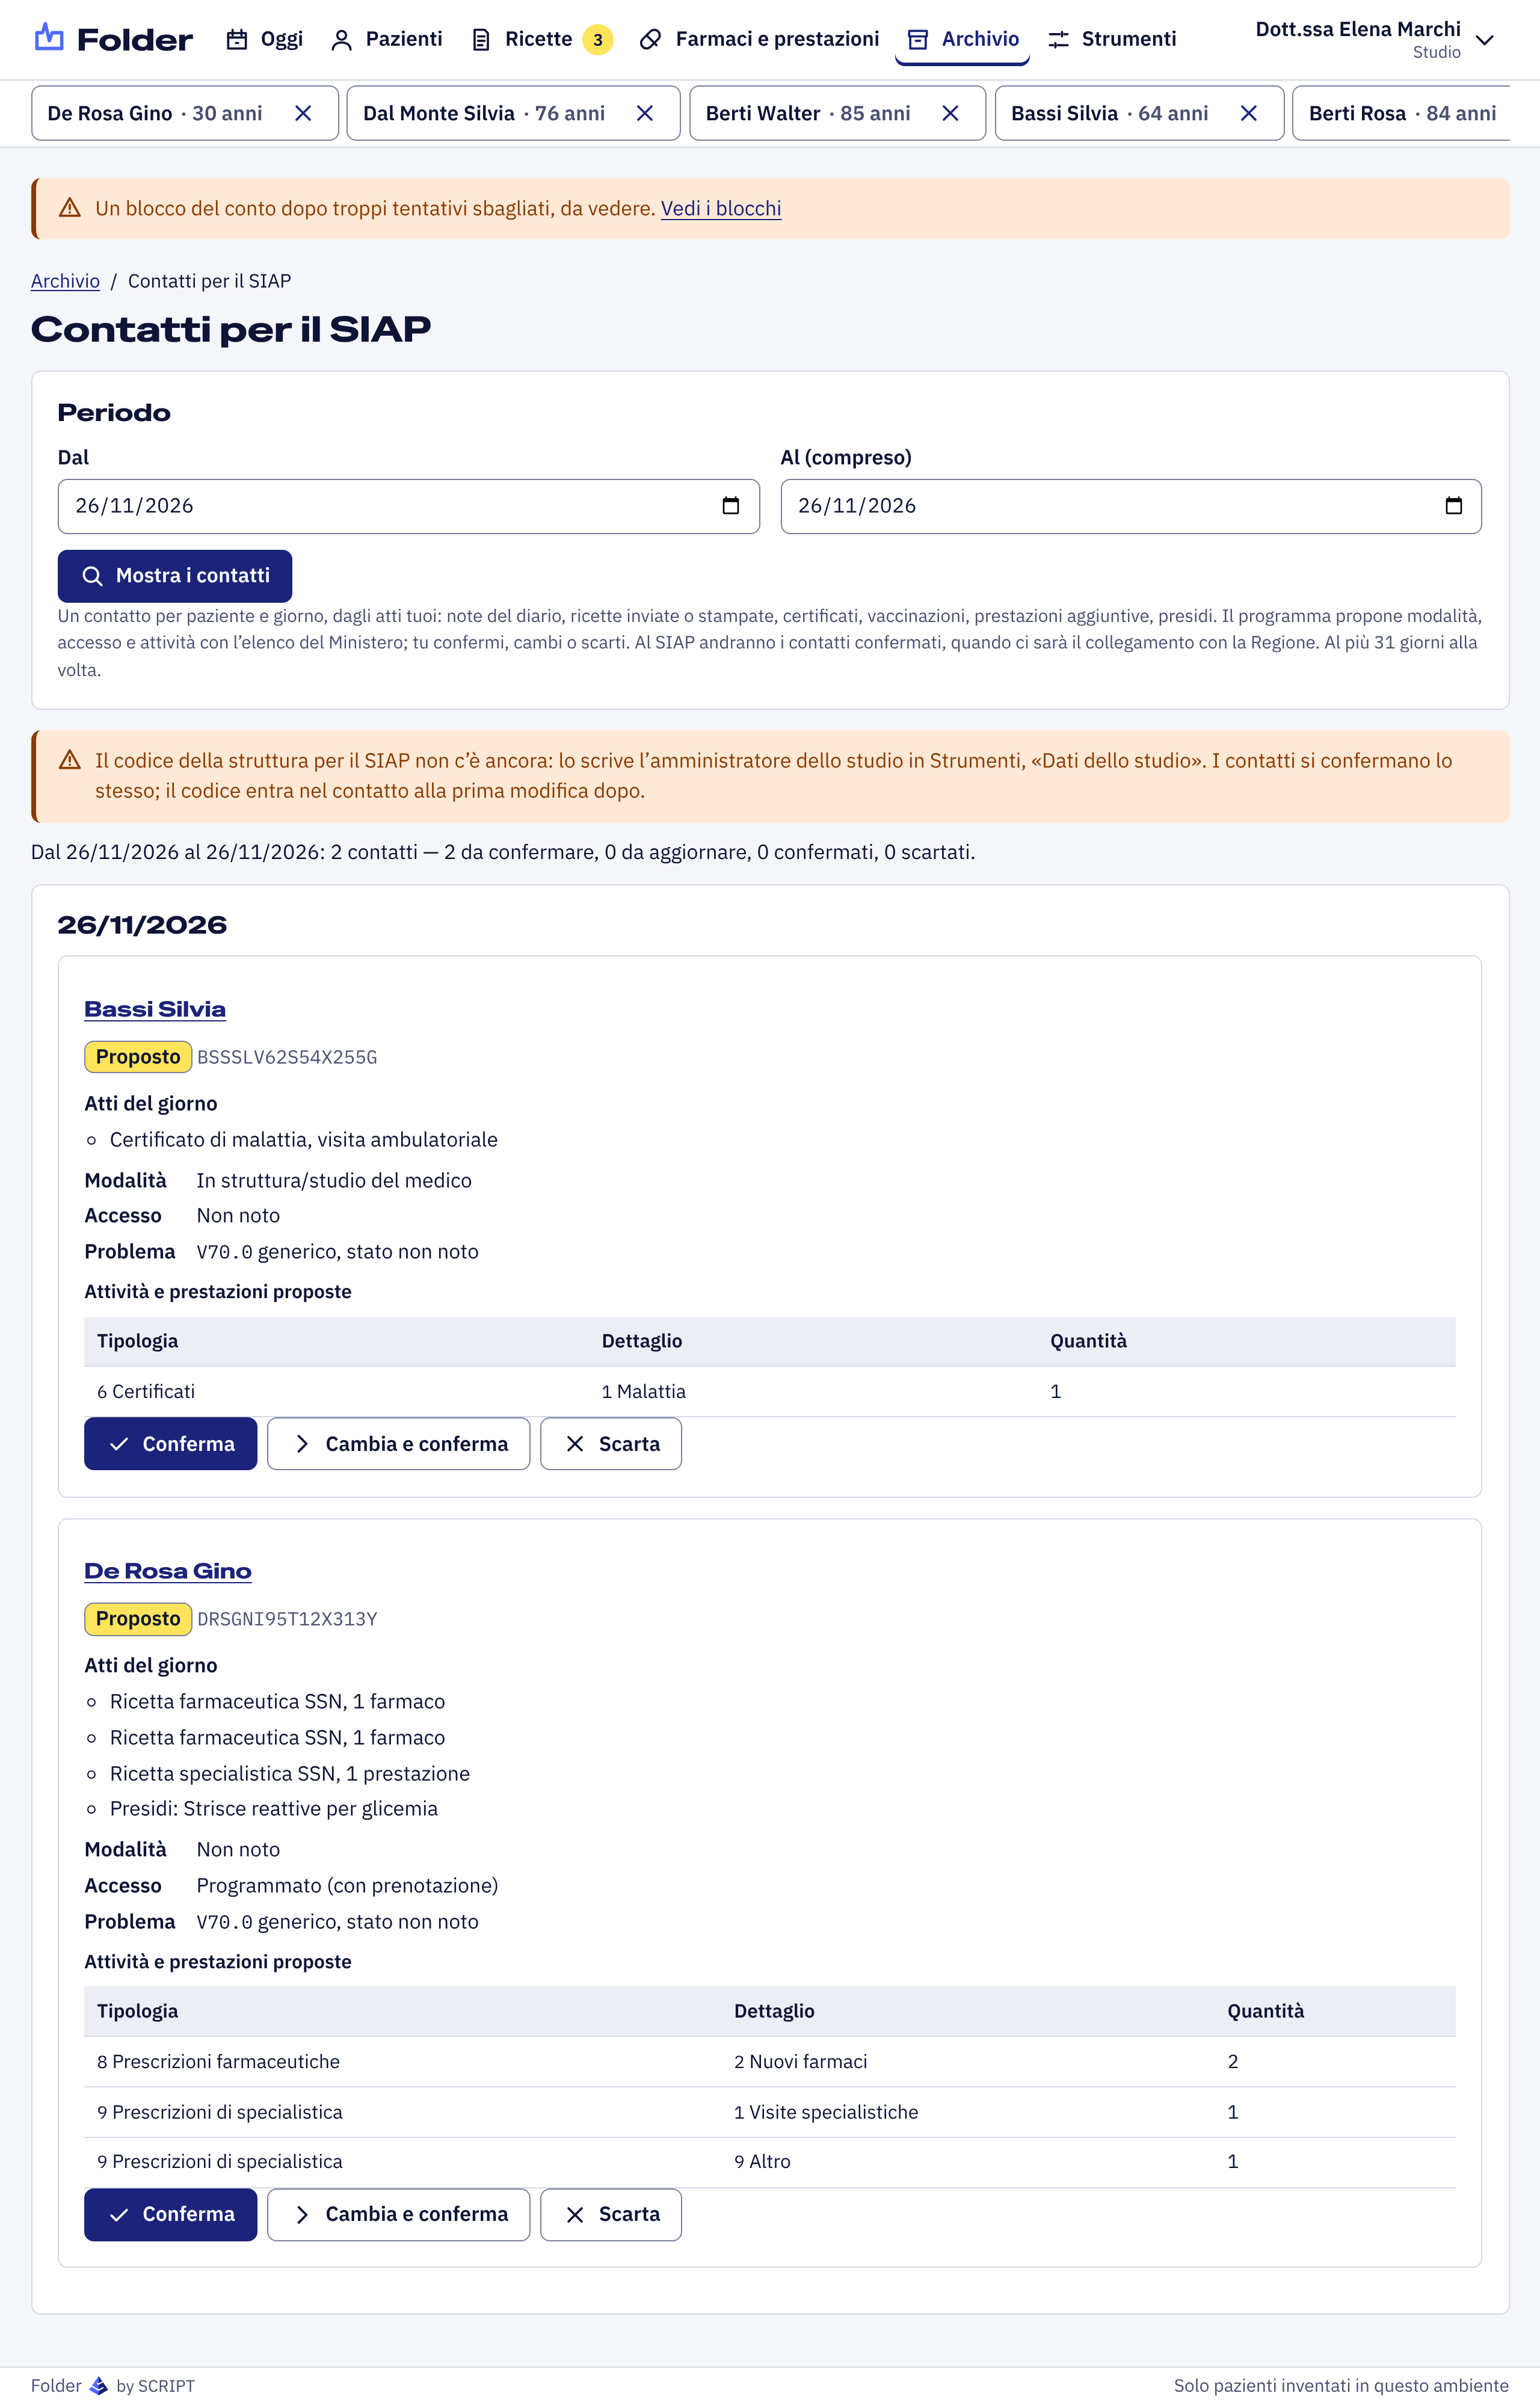 Folder
Oggi
Pazienti
Ricette 3
Farmaci e prestazioni
Archivio
Strumenti
Dott.ssa Elena Marchi
Studio
De Rosa Gino · 30 anni
Dal Monte Silvia · 76 anni
Berti Walter · 85 anni
Bassi Silvia · 64 anni
Berti Rosa · 84 anni
Un blocco del conto dopo troppi tentativi sbagliati, da vedere. Vedi i blocchi
Archivio / Contatti per il SIAP
Contatti per il SIAP
Periodo
Dal
Al (compreso)
26/11/2026
26/11/2026
Mostra i contatti
Un contatto per paziente e giorno, dagli atti tuoi: note del diario, ricette inviate o stampate, certificati, vaccinazioni, prestazioni aggiuntive, presidi. Il programma propone modalità,
accesso e attività con l’elenco del Ministero; tu confermi, cambi o scarti. Al SIAP andranno i contatti confermati, quando ci sarà il collegamento con la Regione. Al più 31 giorni alla
volta.
Il codice della struttura per il SIAP non c’è ancora: lo scrive l’amministratore dello studio in Strumenti, «Dati dello studio». I contatti si confermano lo
stesso; il codice entra nel contatto alla prima modifica dopo.
Dal 26/11/2026 al 26/11/2026: 2 contatti — 2 da confermare, 0 da aggiornare, 0 confermati, 0 scartati.
26/11/2026
Bassi Silvia
Proposto BSSSLV62S54X255G
Atti del giorno
Certificato di malattia, visita ambulatoriale
Modalità In struttura/studio del medico
Accesso Non noto
Problema V70.0 generico, stato non noto
Attività e prestazioni proposte
Tipologia Dettaglio Quantità
6 Certificati 1 Malattia 1
Conferma
Cambia e conferma
Scarta
De Rosa Gino
Proposto DRSGNI95T12X313Y
Atti del giorno
Ricetta farmaceutica SSN, 1 farmaco
Ricetta farmaceutica SSN, 1 farmaco
Ricetta specialistica SSN, 1 prestazione
Presidi: Strisce reattive per glicemia
Modalità Non noto
Accesso Programmato (con prenotazione)
Problema V70.0 generico, stato non noto
Attività e prestazioni proposte
Tipologia Dettaglio Quantità
8 Prescrizioni farmaceutiche 2 Nuovi farmaci 2
9 Prescrizioni di specialistica 1 Visite specialistiche 1
9 Prescrizioni di specialistica 9 Altro 1
Conferma
Cambia e conferma
Scarta
Folder by SCRIPT
Solo pazienti inventati in questo ambiente